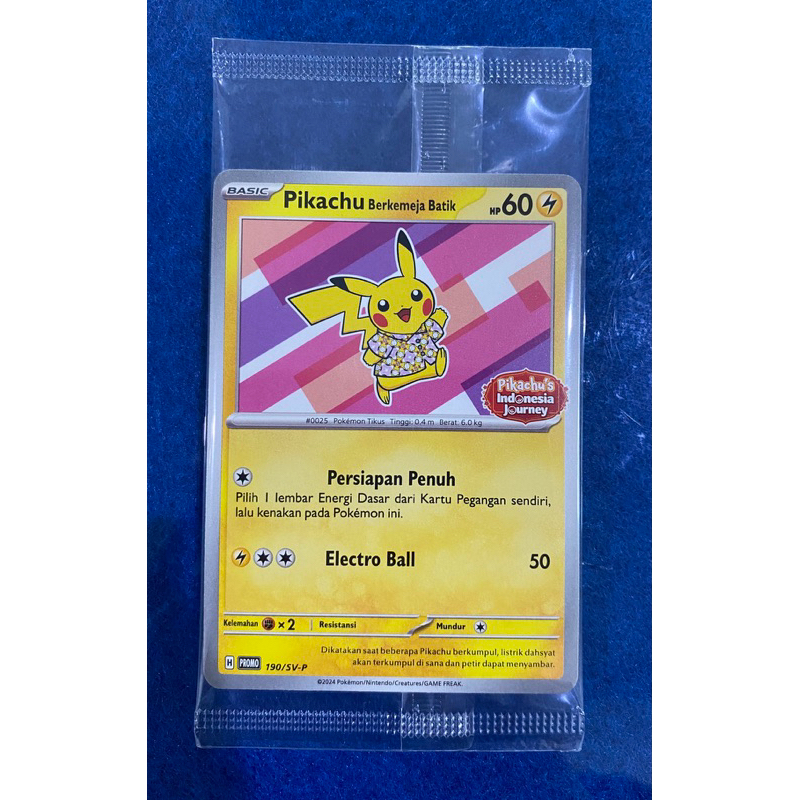 BASIC
Pikachu Berkemeja Batik HP 60
Pikachu's
Indonesia
Journey
#0025 Pokémon Tikus Tinggi: 0.4 m Berat: 6.0 kg
Persiapan Penuh
Pilih 1 lembar Energi Dasar dari Kartu Pegangan sendiri,
lalu kenakan pada Pokémon ini.
Electro Ball 50
Kelemahan ×2 Resistansi Mundur
Dikatakan saat beberapa Pikachu berkumpul, listrik dahsyat
akan terkumpul di sana dan petir dapat menyambar.
H PROMO 190/SV-P
©2024 Pokémon/Nintendo/Creatures/GAME FREAK.